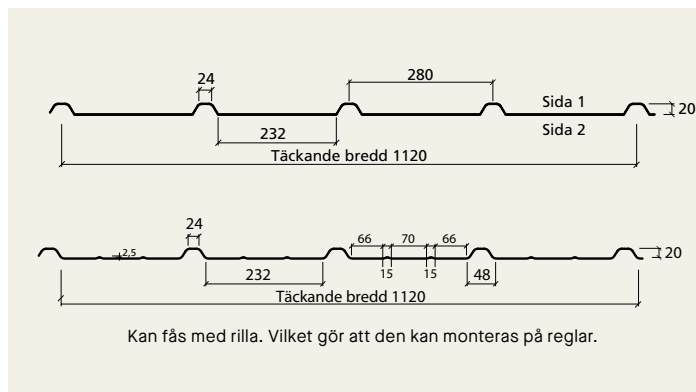 24
280
Sida 1
20
232
Sida 2
Täckande bredd 1120
24
66 70 66
2,5
20
232
15 15
48
Täckande bredd 1120
Kan fås med rilla. Vilket gör att den kan monteras på reglar.